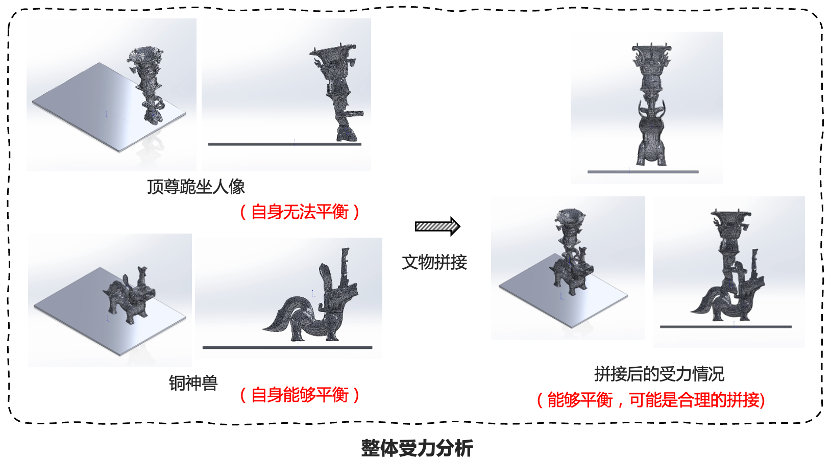 顶尊跪坐人像
（自身无法平衡）
铜神兽
（自身能够平衡）
文物拼接
拼接后的受力情况
（能够平衡，可能是合理的拼接)
整体受力分析